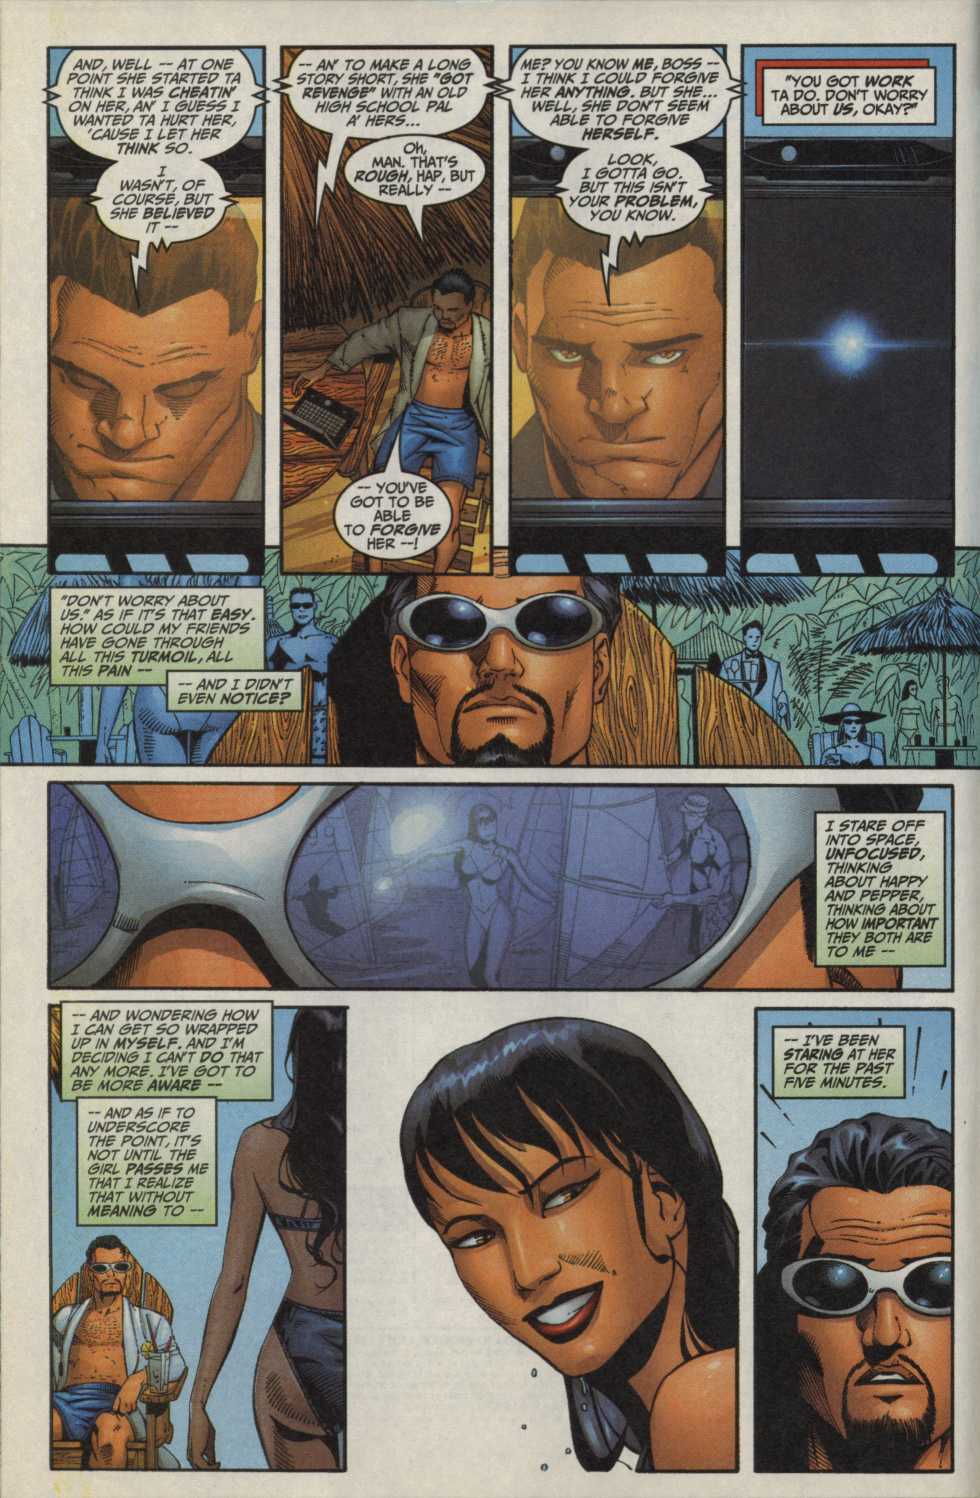 AND, WELL -- AT ONE
POINT SHE STARTED TA
THINK I WAS CHEATIN'
ON HER, AN' I GUESS I
WANTED TA HURT HER,
'CAUSE I LET HER
THINK SO.
I
WASN'T, OF
COURSE, BUT
SHE BELIEVED
IT --
-- AN' TO MAKE A LONG
STORY SHORT, SHE "GOT
REVENGE" WITH AN OLD
HIGH SCHOOL PAL
A' HERS...
Oh,
MAN. THAT'S
ROUGH, HAP, BUT
REALLY --
-- YOU'VE
GOT TO BE
ABLE
TO FORGIVE
HER --!
ME? YOU KNOW ME, BOSS --
I THINK I COULD FORGIVE
HER ANYTHING. BUT SHE...
WELL, SHE DON'T SEEM
ABLE TO FORGIVE
HERSELF.
LOOK,
I GOTTA GO.
BUT THIS ISN'T
YOUR PROBLEM,
YOU KNOW.
"YOU GOT WORK
TA DO. DON'T WORRY
ABOUT US, OKAY?"
"DON'T WORRY ABOUT
US." AS IF IT'S THAT EASY.
HOW COULD MY FRIENDS
HAVE GONE THROUGH
ALL THIS TURMOIL, ALL
THIS PAIN --
-- AND I DIDN'T
EVEN NOTICE?
I STARE OFF
INTO SPACE,
UNFOCUSED,
THINKING
ABOUT HAPPY
AND PEPPER,
THINKING ABOUT
HOW IMPORTANT
THEY BOTH ARE
TO ME --
-- AND WONDERING HOW
I CAN GET SO WRAPPED
UP IN MYSELF. AND I'M
DECIDING I CAN'T DO THAT
ANY MORE. I'VE GOT TO
BE MORE AWARE --
-- AND AS IF TO
UNDERSCORE
THE POINT, IT'S
NOT UNTIL THE
GIRL PASSES ME
THAT I REALIZE
THAT WITHOUT
MEANING TO --
-- I'VE BEEN
STARING AT HER
FOR THE PAST
FIVE MINUTES.